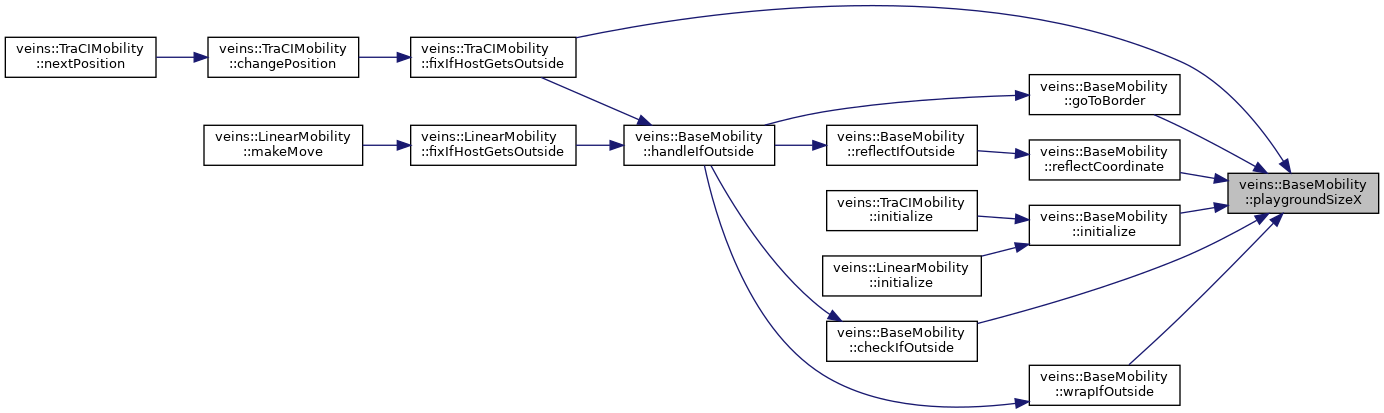 veins::TraCIMobility
::nextPosition
veins::TraCIMobility
::changePosition
veins::TraCIMobility
::fixIfHostGetsOutside
veins::LinearMobility
::makeMove
veins::LinearMobility
::fixIfHostGetsOutside
veins::BaseMobility
::handleIfOutside
veins::BaseMobility
::goToBorder
veins::BaseMobility
::reflectIfOutside
veins::BaseMobility
::reflectCoordinate
veins::TraCIMobility
::initialize
veins::BaseMobility
::initialize
veins::LinearMobility
::initialize
veins::BaseMobility
::checkIfOutside
veins::BaseMobility
::wrapIfOutside
veins::BaseMobility
::playgroundSizeX